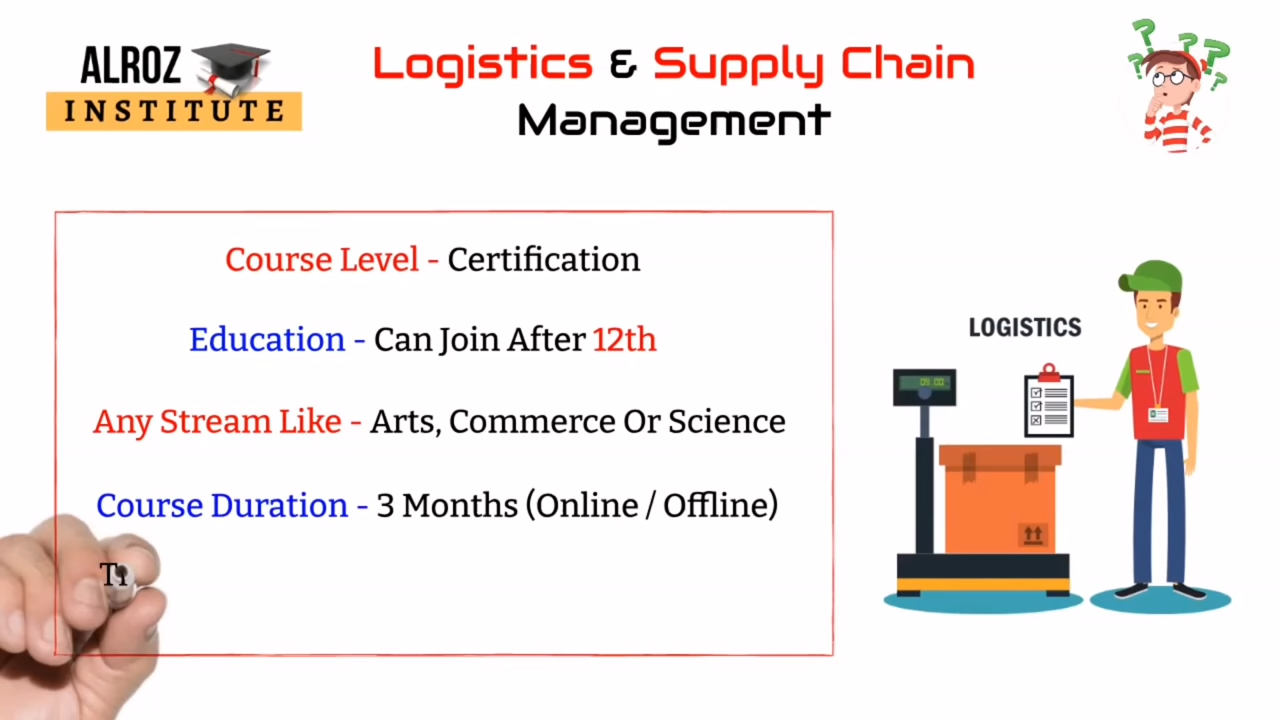 ALROZ
INSTITUTE
Logistics & Supply Chain
Management
Course Level - Certification
Education - Can Join After 12th
Any Stream Like - Arts, Commerce Or Science
Course Duration - 3 Months (Online / Offline)
LOGISTICS